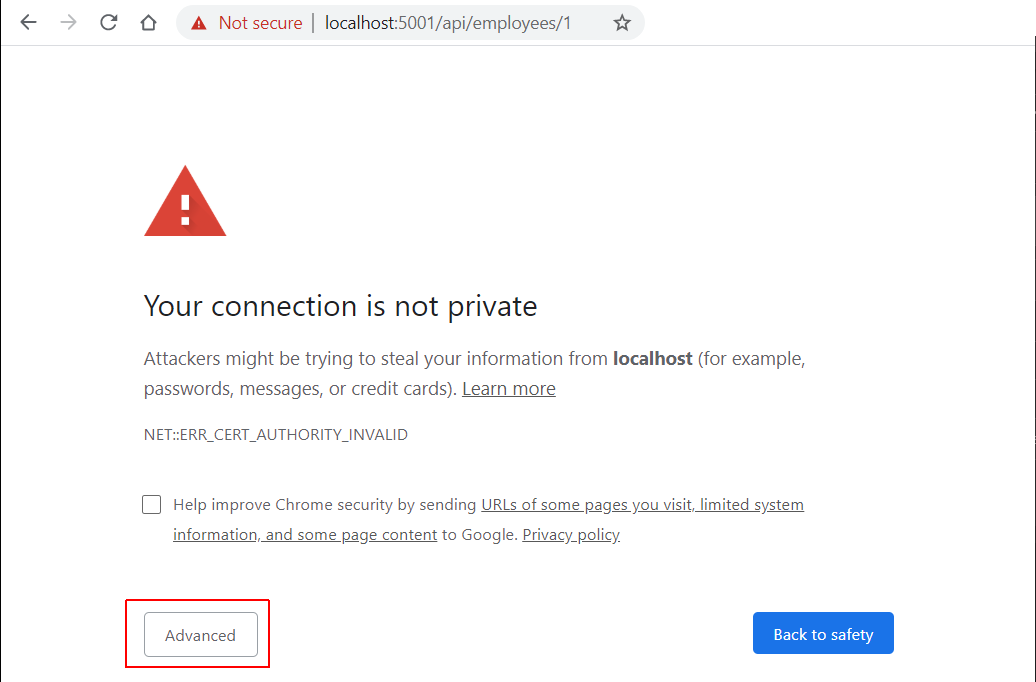 Not secure | localhost:5001/api/employees/1
Your connection is not private
Attackers might be trying to steal your information from localhost (for example,
passwords, messages, or credit cards). Learn more
NET::ERR_CERT_AUTHORITY_INVALID
Help improve Chrome security by sending URLs of some pages you visit, limited system
information, and some page content to Google. Privacy policy
Advanced
Back to safety